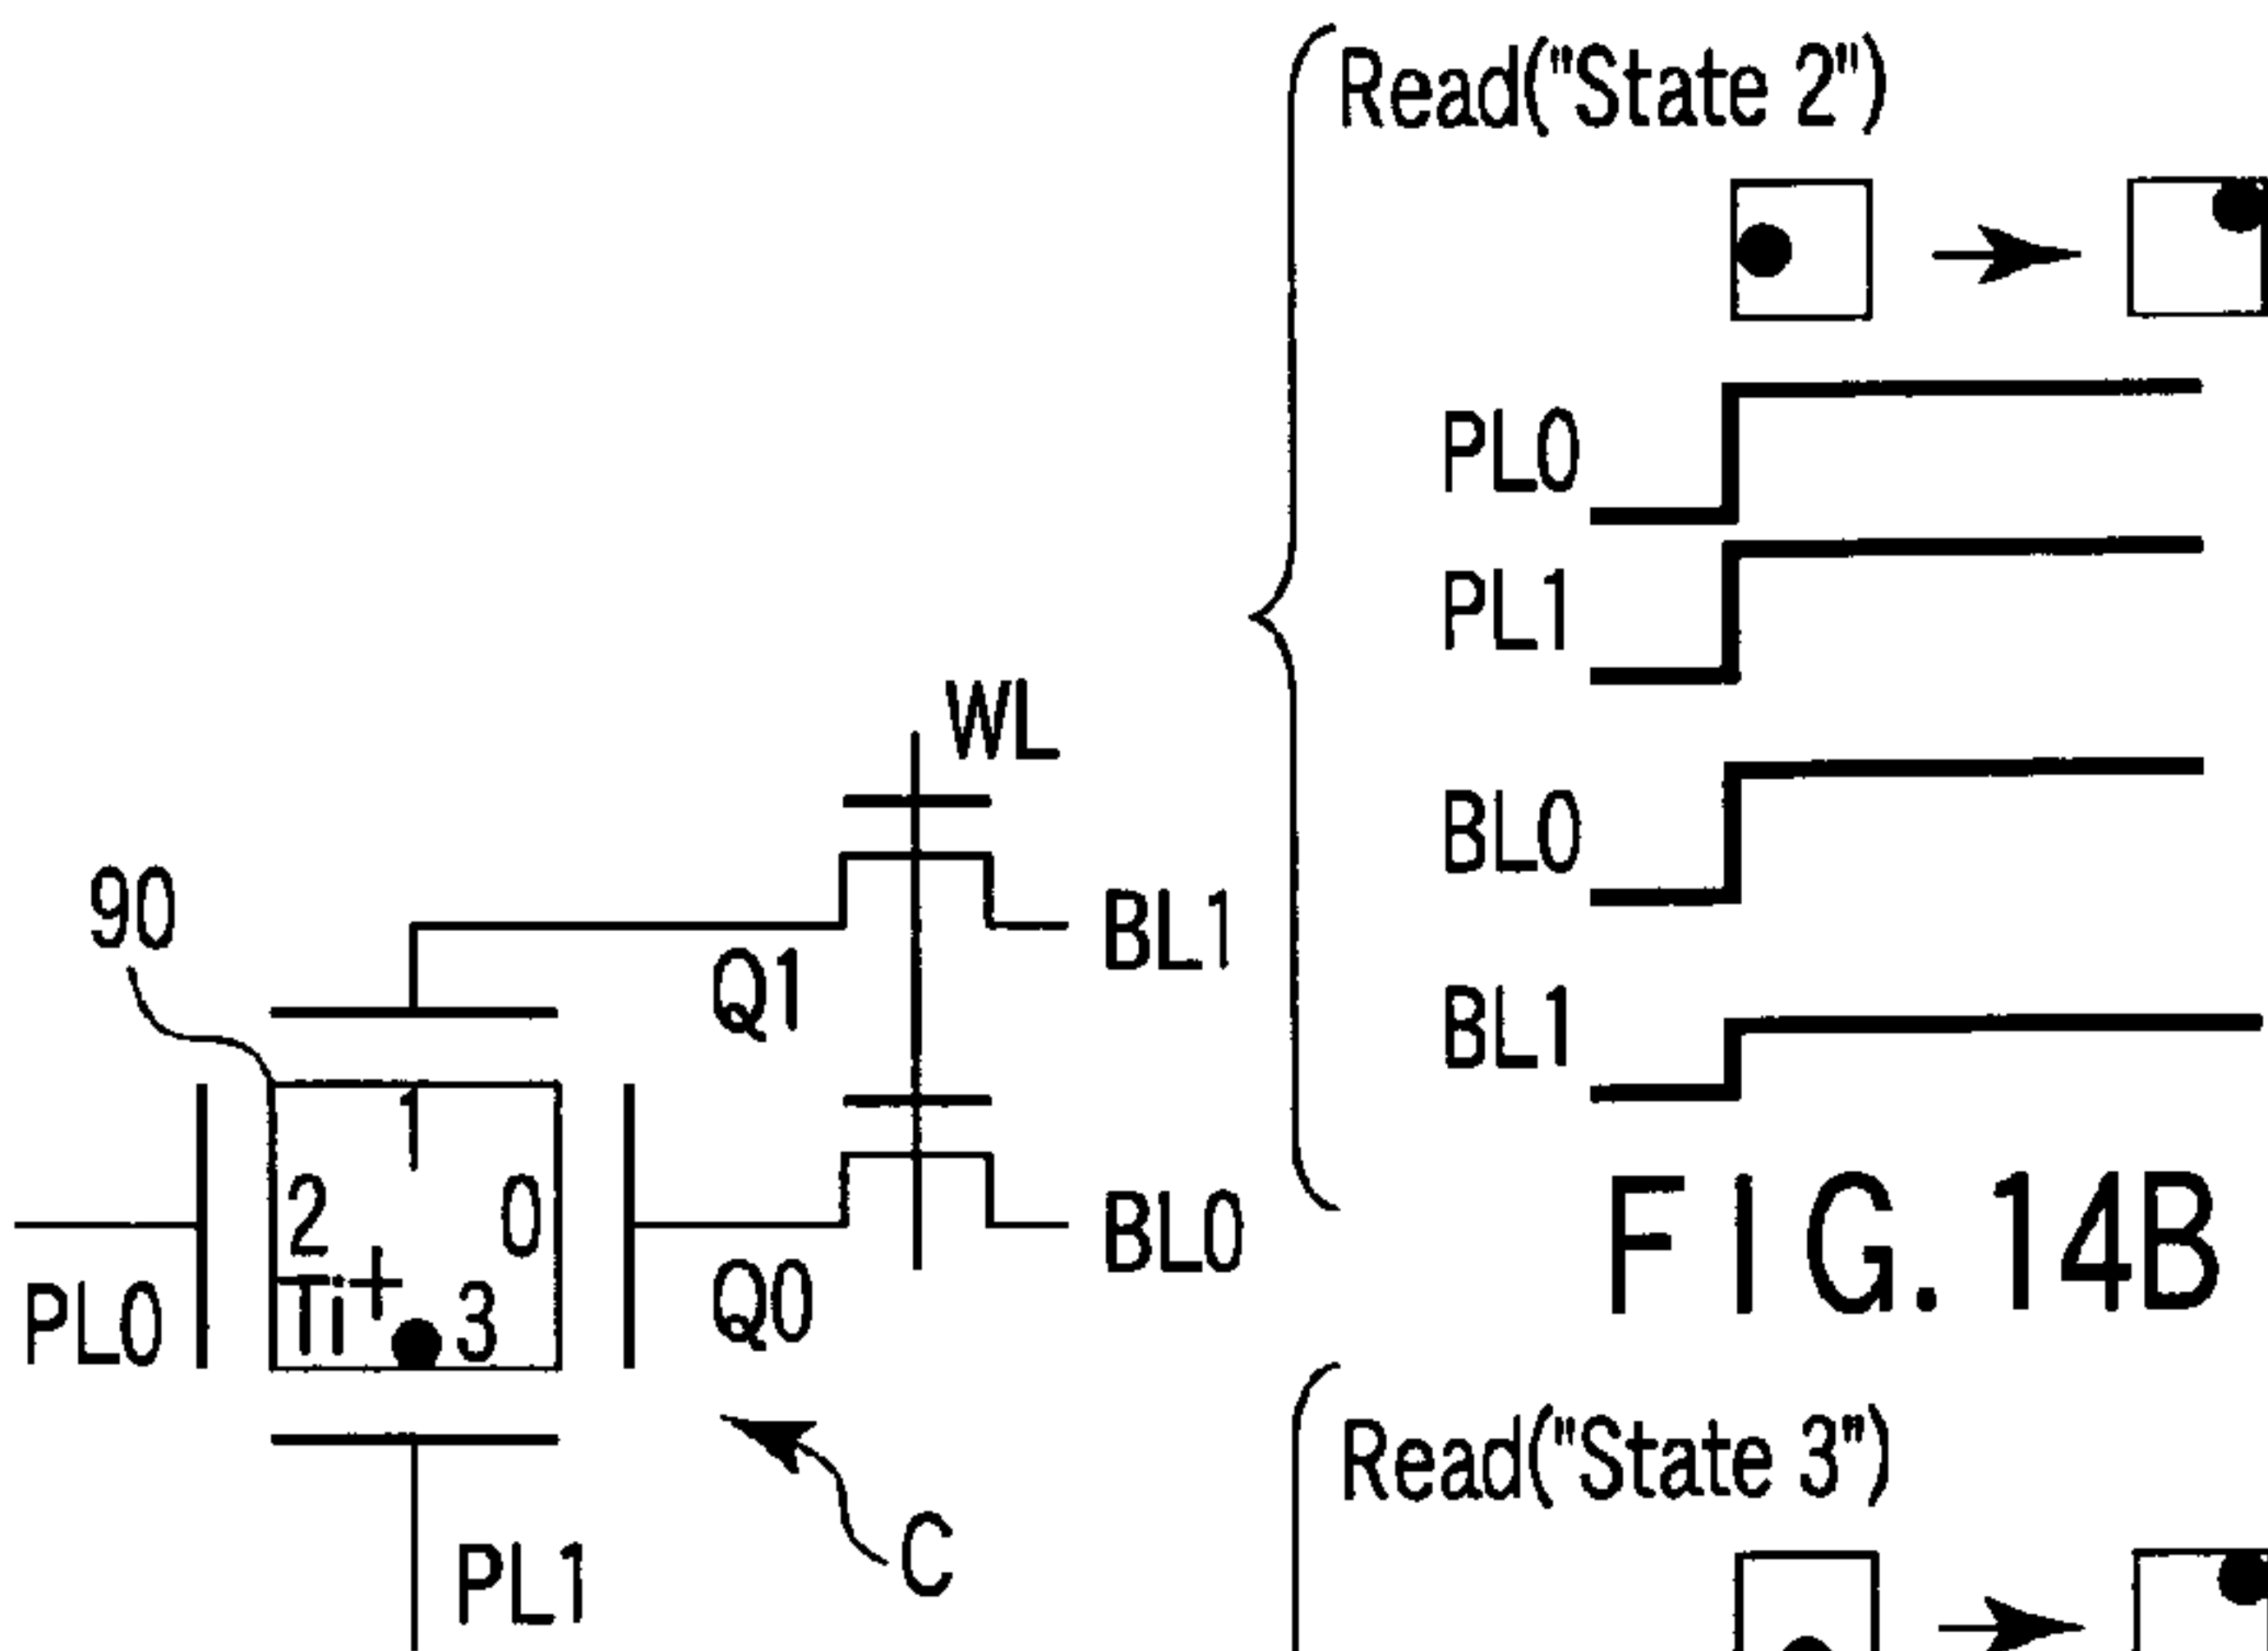 WL
90
BL1
Q1
1
2
0
BL0
Ti+
3
PL0
Q0
C
PL1
Read("State 2")
PL0
PL1
BL0
BL1
FIG.14B
Read("State 3")